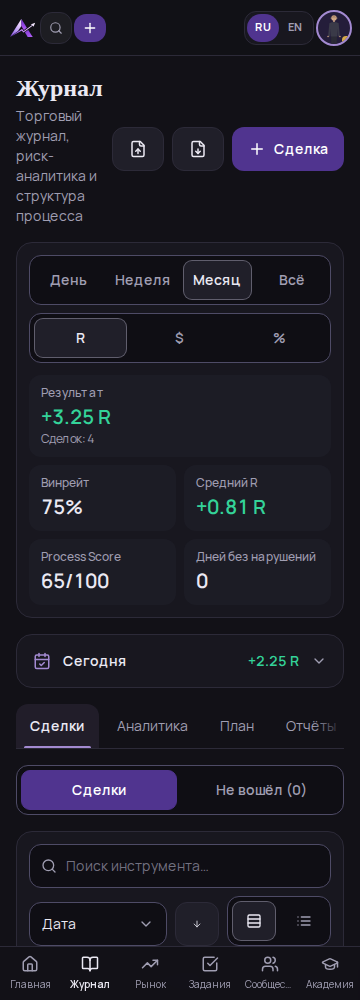 RU EN
Журнал
Торговый
журнал,
риск-
аналитика и
структура
процесса
Сделка
День Неделя Месяц Всё
R $ %
Результат
+3.25 R
Сделок: 4
Винрейт
75%
Средний R
+0.81 R
Process Score
65/100
Дней без нарушений
0
Сегодня +2.25 R
Сделки Аналитика План Отчёты
Сделки Не вошёл (0)
Поиск инструмента...
Дата
Главная Журнал Рынок Задания Сообщес... Академия